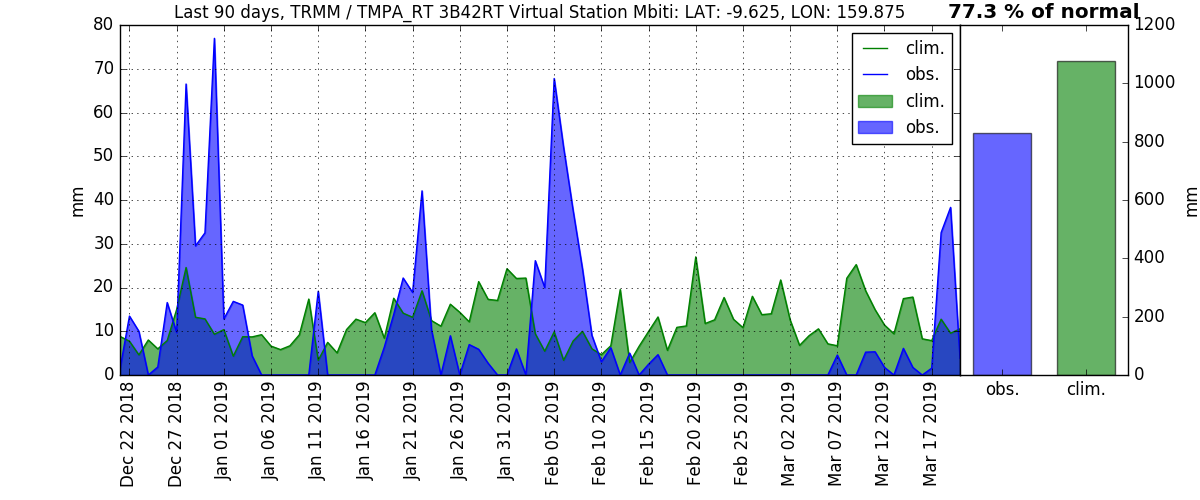 Last 90 days, TRMM / TMPA_RT 3B42RT Virtual Station Mbiti: LAT: -9.625, LON: 159.875
77.3 % of normal
80
70
60
50
40
30
20
10
0
mm
clim.
obs.
clim.
obs.
1200
1000
800
600
400
200
0
mm
obs.
clim.
Dec 22 2018
Dec 27 2018
Jan 01 2019
Jan 06 2019
Jan 11 2019
Jan 16 2019
Jan 21 2019
Jan 26 2019
Jan 31 2019
Feb 05 2019
Feb 10 2019
Feb 15 2019
Feb 20 2019
Feb 25 2019
Mar 02 2019
Mar 07 2019
Mar 12 2019
Mar 17 2019